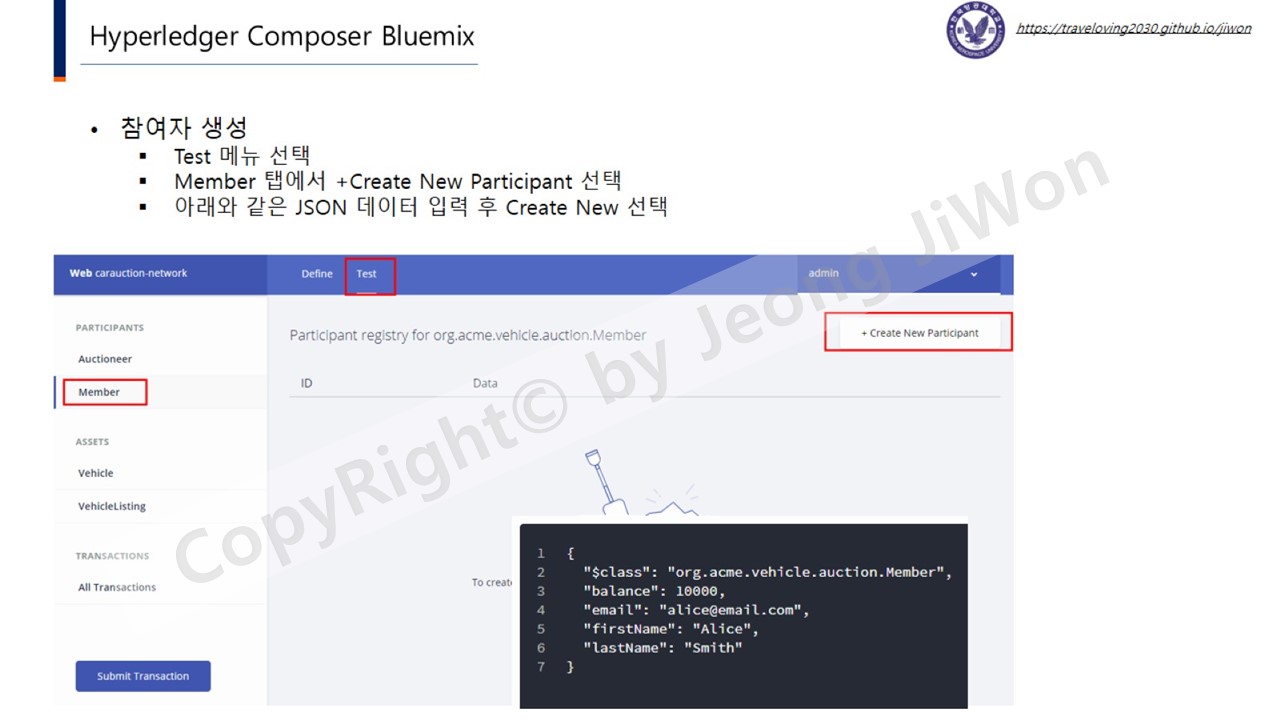 Hyperledger Composer Bluemix
https://traveloving2030.github.io/jiwon
• 참여자 생성
▪ Test 메뉴 선택
▪ Member 탭에서 +Create New Participant 선택
▪ 아래와 같은 JSON 데이터 입력 후 Create New 선택
Web carauction-network
Define
Test
admin
PARTICIPANTS
Auctioneer
Member
ASSETS
Vehicle
VehicleListing
TRANSACTIONS
All Transactions
Submit Transaction
Participant registry for org.acme.vehicle.auction.Member
+ Create New Participant
ID
Data
To create
1 {
2 "$class": "org.acme.vehicle.auction.Member",
3 "balance": 10000,
4 "email": "alice@email.com",
5 "firstName": "Alice",
6 "lastName": "Smith"
7 }
CopyRight© by Jeong JiWon